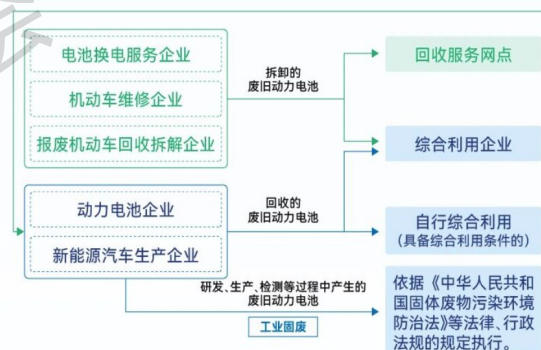 会
电池换电服务企业
机动车维修企业
报废机动车回收拆解企业
拆卸的
废旧动力电池
回收服务网点
综合利用企业
动力电池企业
新能源汽车生产企业
回收的
废旧动力电池
自行综合利用
(具备综合利用条件的)
研发、生产、检测等过程中产生的
废旧动力电池
工业固废
依据《中华人民共和
国固体废物污染环境
防治法》等法律、行政
法规的规定执行。